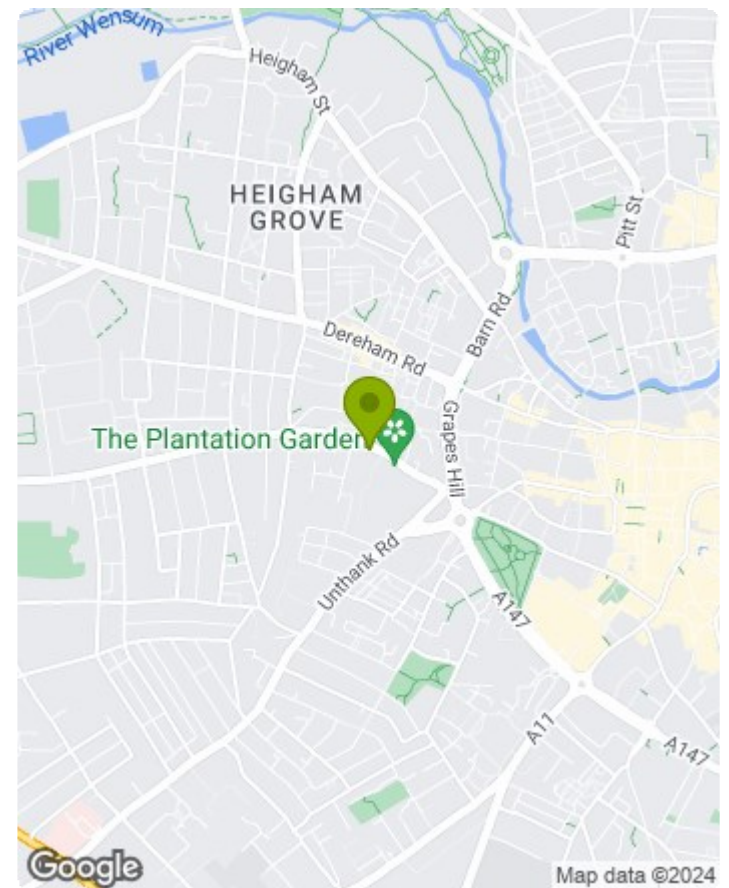 River Wensum
Heigham St
HEIGHAM
GROVE
Pitt St
Barn Rd
Dereham Rd
The Plantation Garden
Grapes Hill
Unthank Rd
A147
A11
A147
Google
Map data ©2024